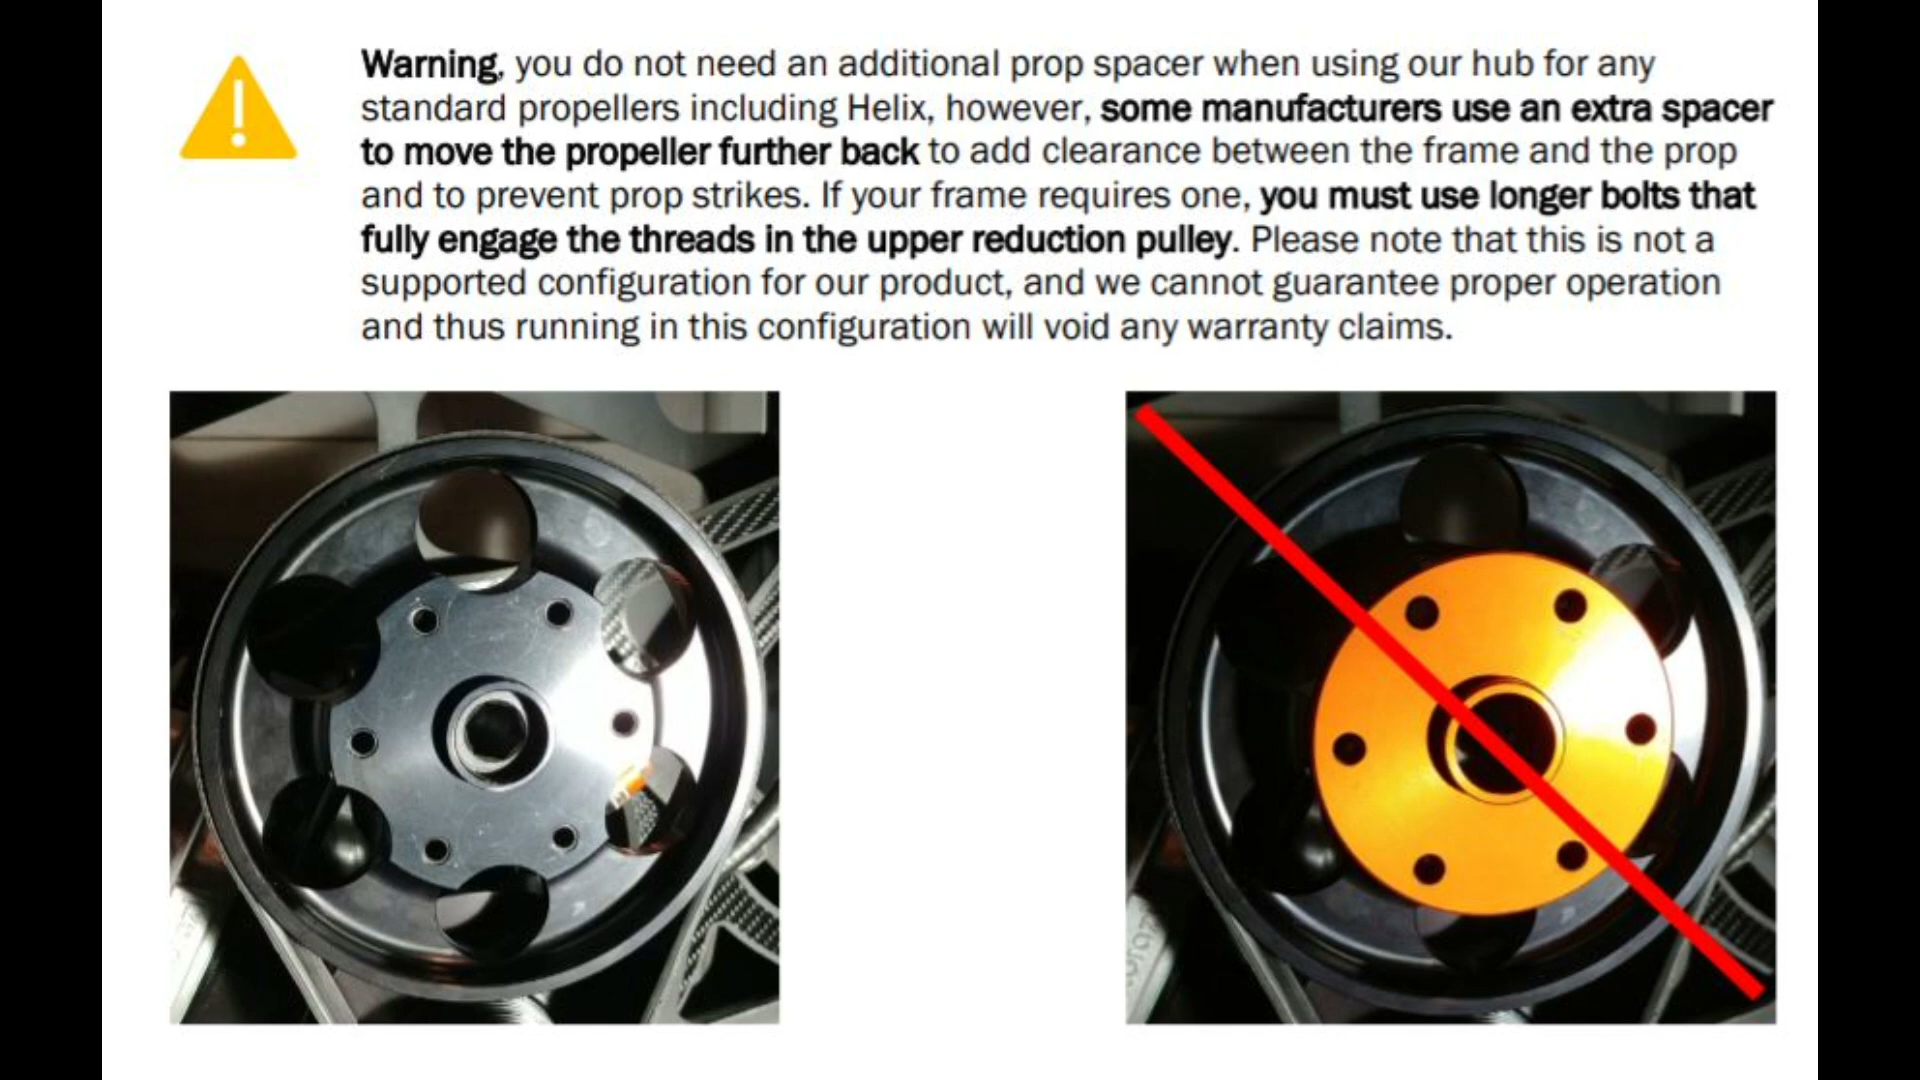 Warning, you do not need an additional prop spacer when using our hub for any
standard propellers including Helix, however, some manufacturers use an extra spacer
to move the propeller further back to add clearance between the frame and the prop
and to prevent prop strikes. If your frame requires one, you must use longer bolts that
fully engage the threads in the upper reduction pulley. Please note that this is not a
supported configuration for our product, and we cannot guarantee proper operation
and thus running in this configuration will void any warranty claims.